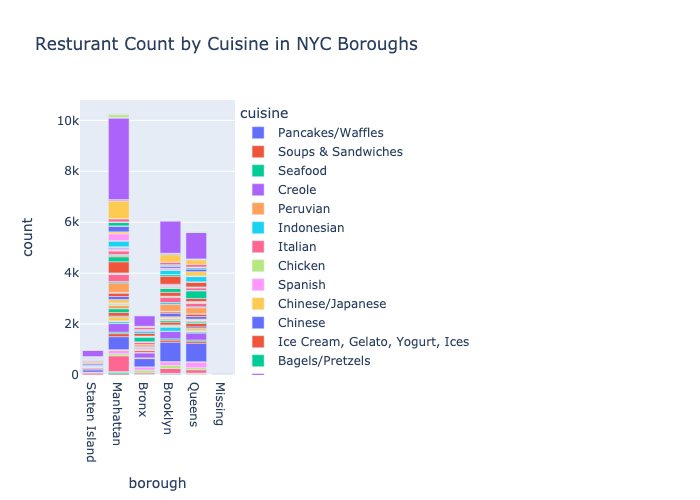 Resturant Count by Cuisine in NYC Boroughs
cuisine
Pancakes/Waffles
Soups & Sandwiches
Seafood
Creole
Peruvian
Indonesian
Italian
Chicken
Spanish
Chinese/Japanese
Chinese
Ice Cream, Gelato, Yogurt, Ices
Bagels/Pretzels
10k
8k
6k
4k
2k
0
count
Staten Island
Manhattan
Bronx
Brooklyn
Queens
Missing
borough